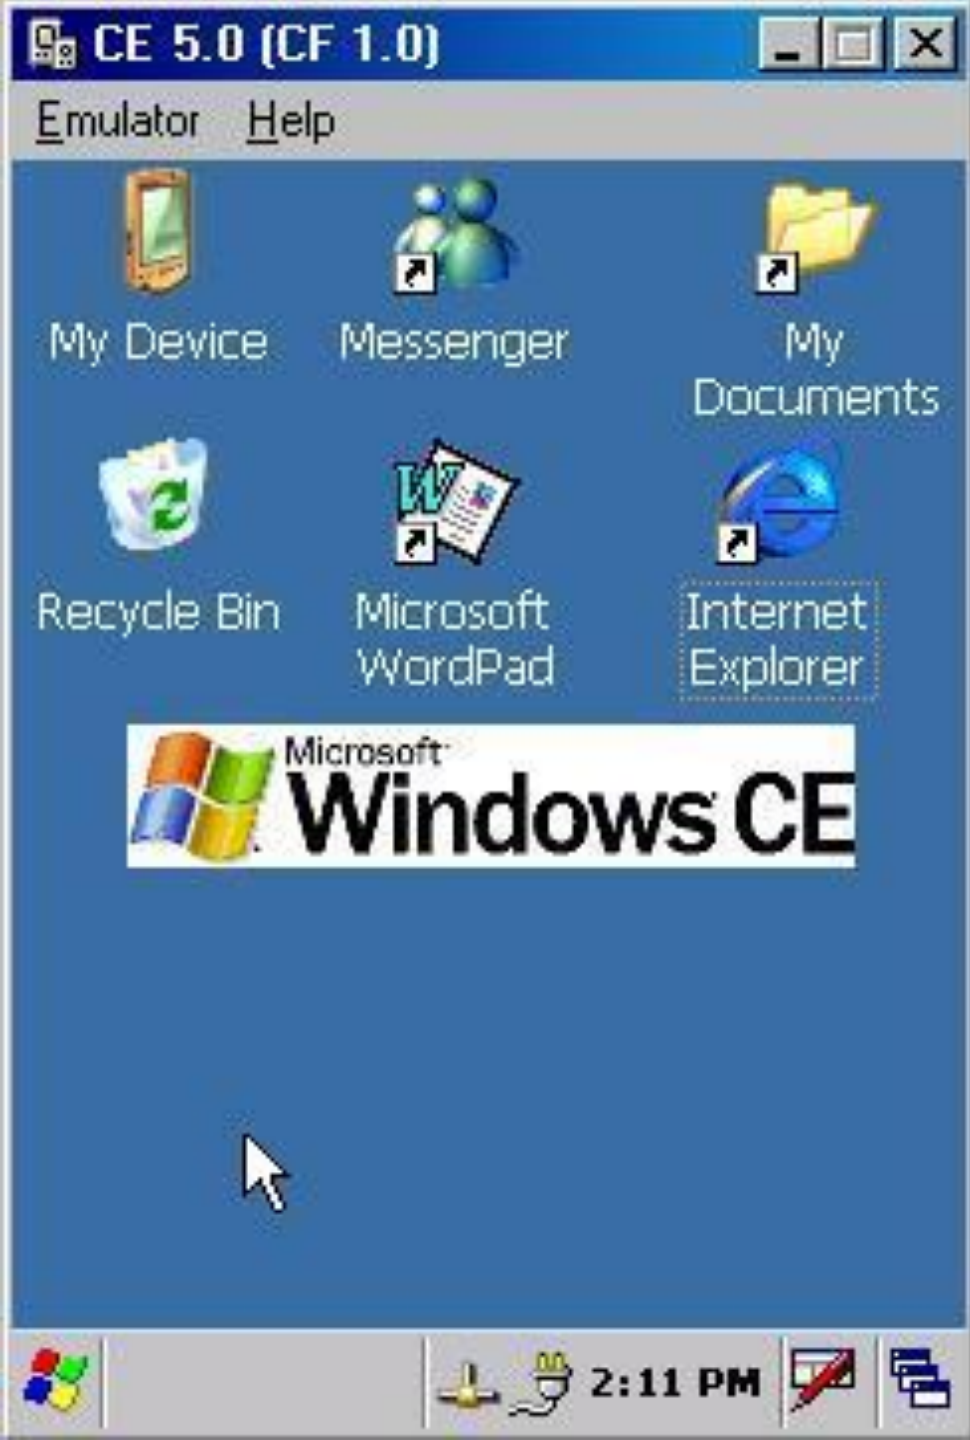 CE 5.0 (CF 1.0)
Emulator Help
My Device
Messenger
My
Documents
Recycle Bin
Microsoft
WordPad
Internet
Explorer
Microsoft
Windows CE
2:11 PM